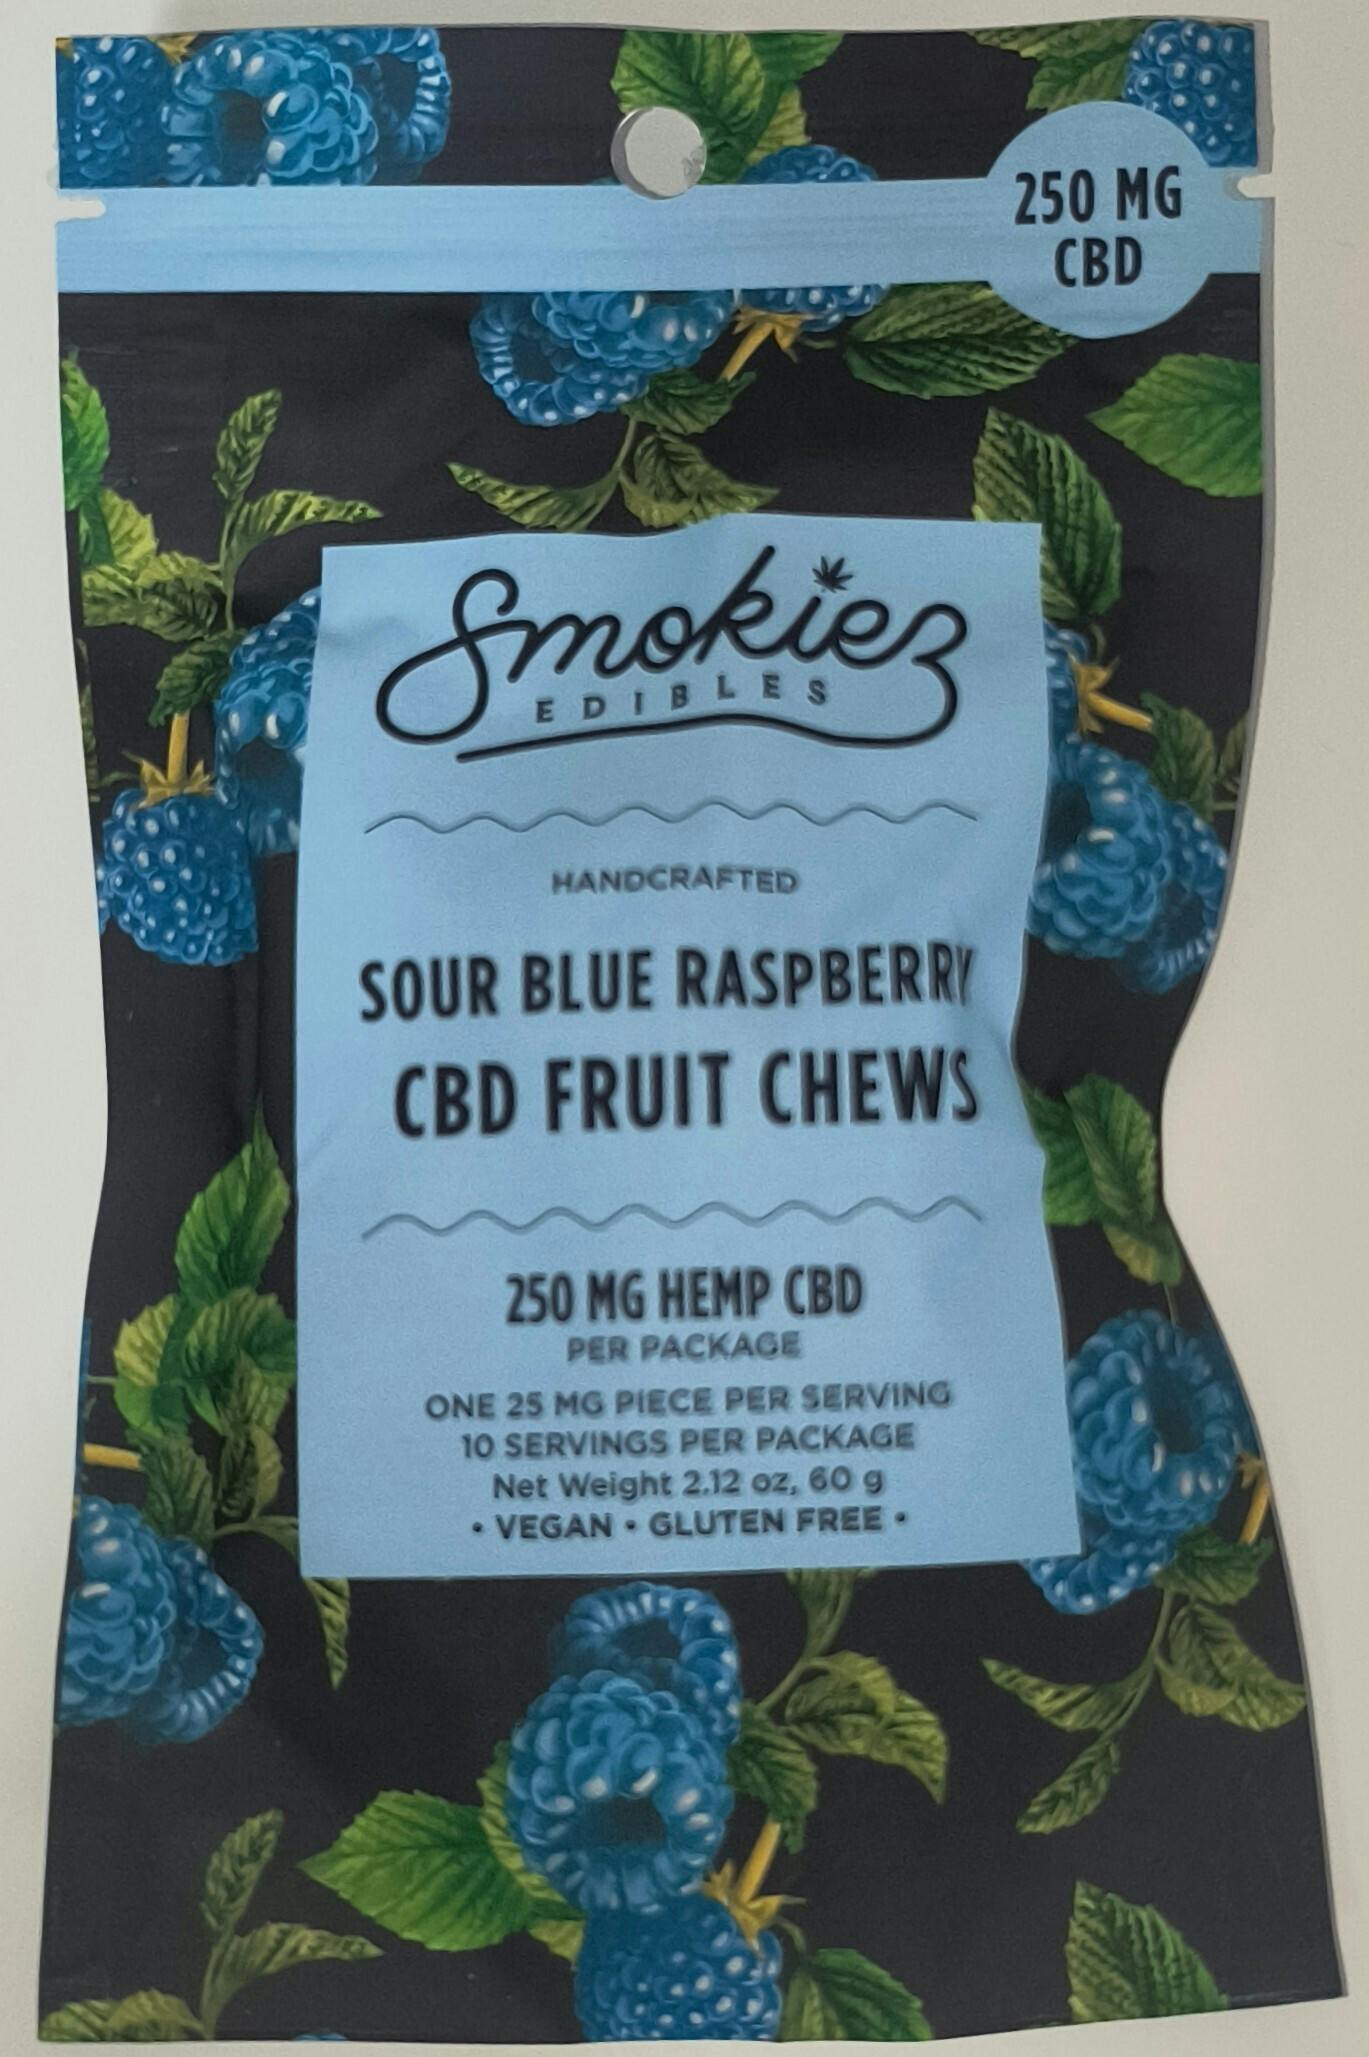 250 MG
CBD
Smokiez
EDIBLES
HANDCRAFTED
SOUR BLUE RASPBERRY
CBD FRUIT CHEWS
250 MG HEMP CBD
PER PACKAGE
ONE 25 MG PIECE PER SERVING
10 SERVINGS PER PACKAGE
Net Weight 2.12 oz, 60 g
• VEGAN • GLUTEN FREE •